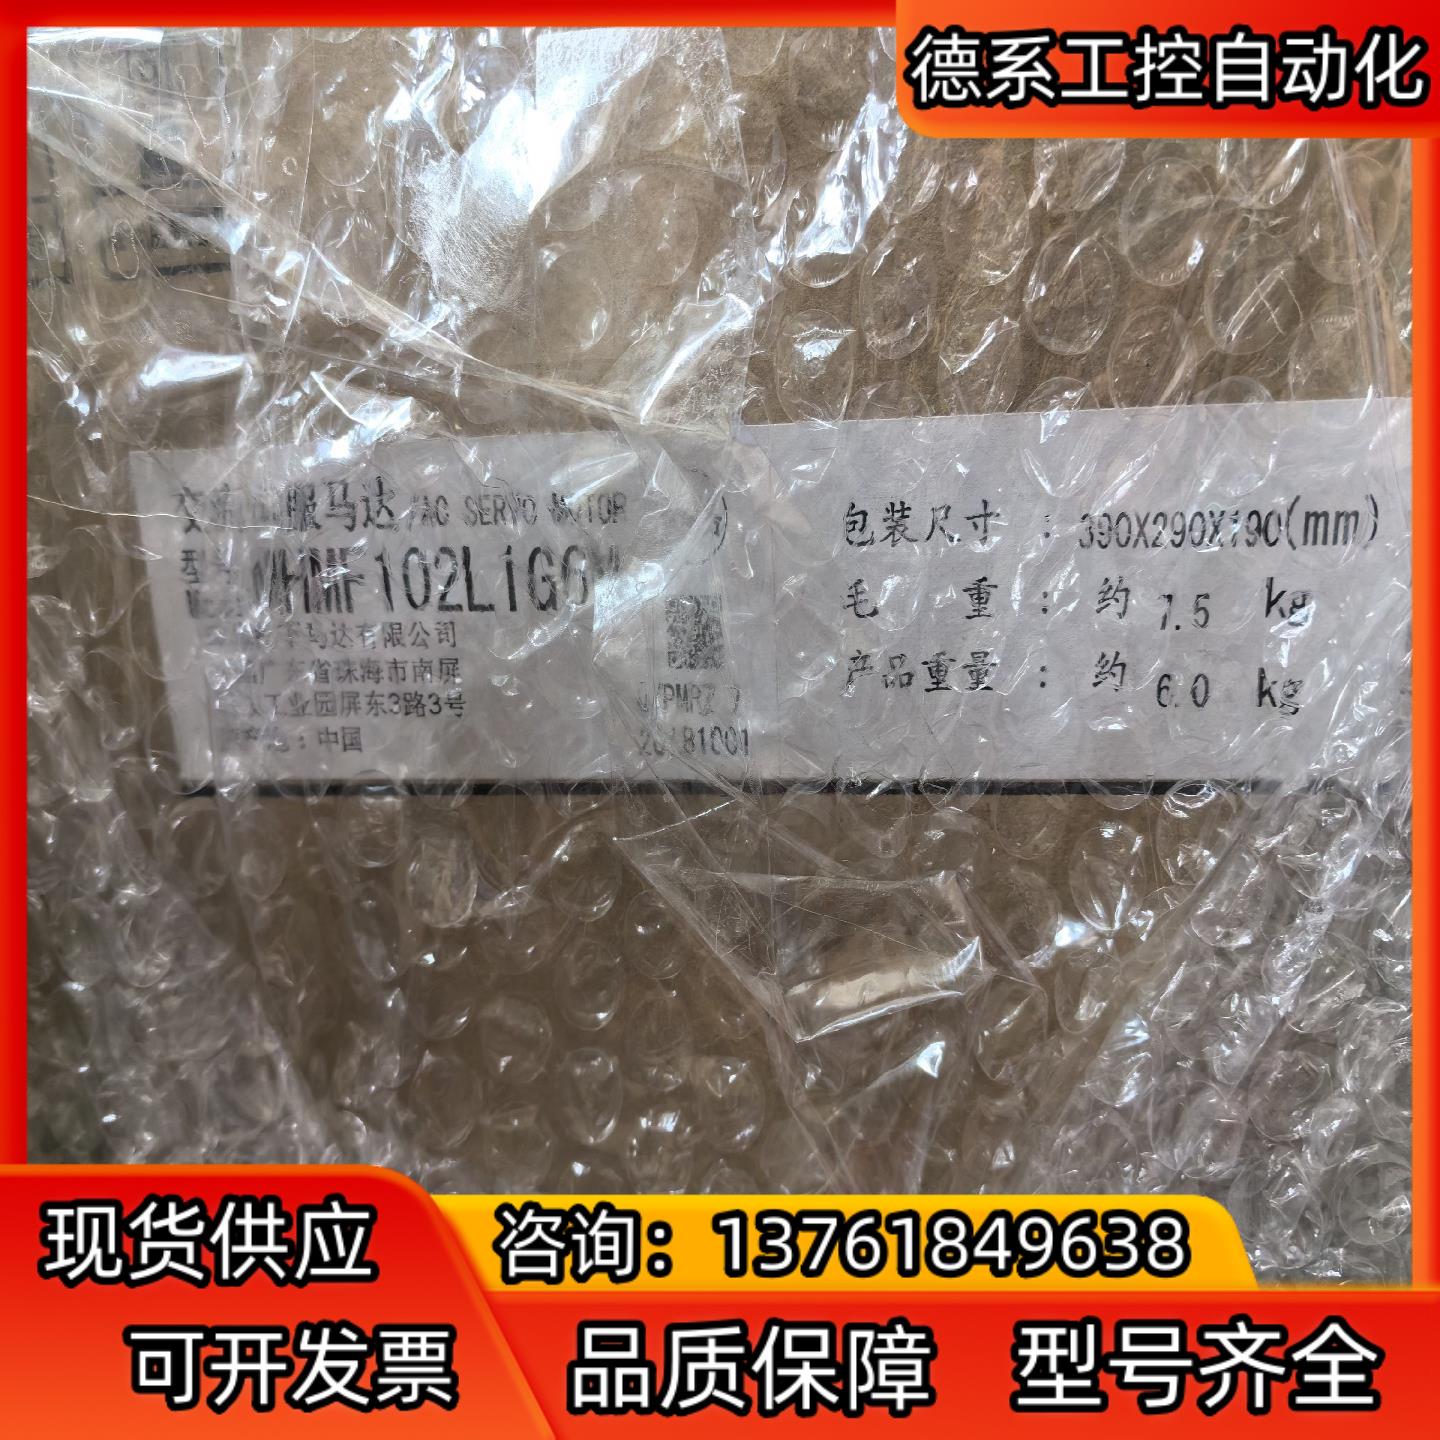 德系工控自动化
交流伺服马达/AC SERVO MOTOR
型号 MHMF102L1G6M
马达有限公司
广东省珠海市南屏
工业园屏东3路3号
：中国
20181001
包装尺寸 ：390X290X190(mm)
毛 重 ：约 7.5 kg
产品重量 ：约 6.0 kg
现货供应
咨询：13761849638
可开发票
品质保障
型号齐全